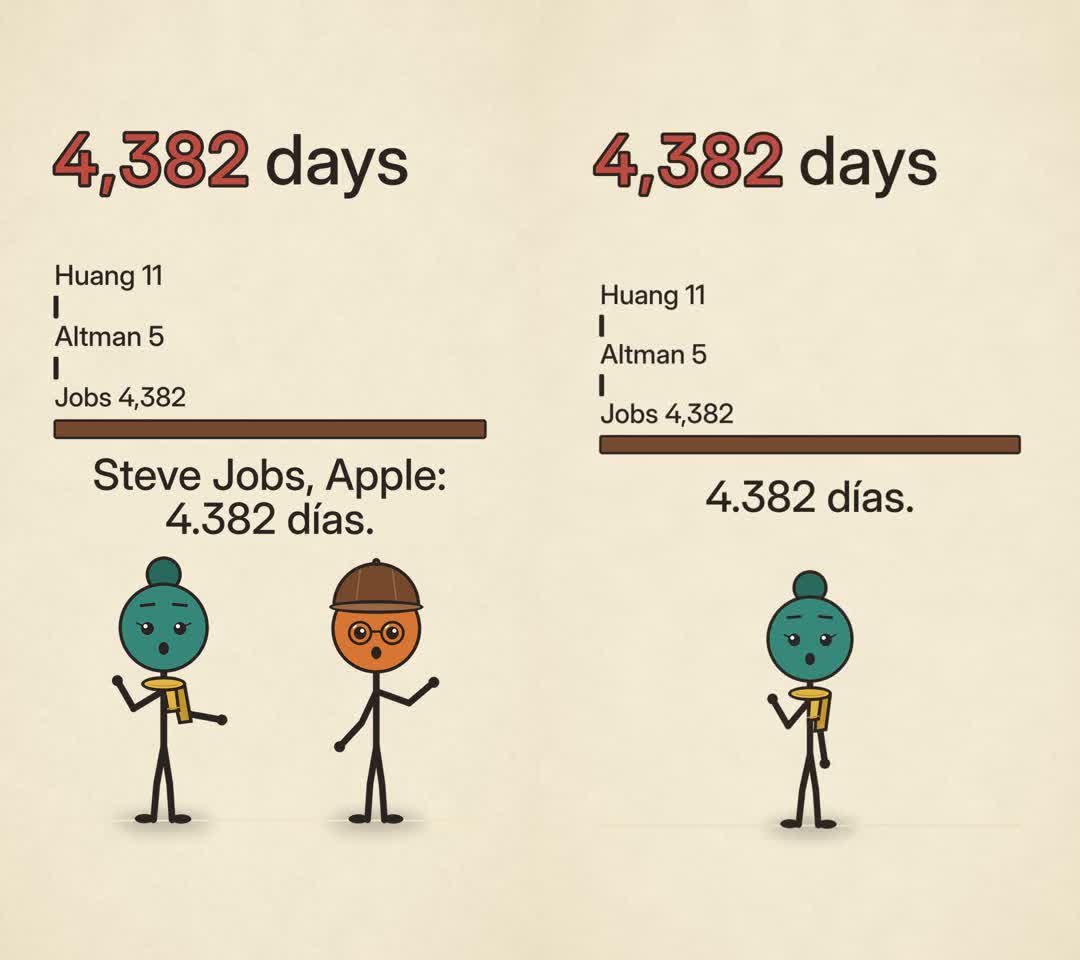 4,382 days
Huang 11
Altman 5
Jobs 4,382
Steve Jobs, Apple:
4.382 días.
4,382 days
Huang 11
Altman 5
Jobs 4,382
4.382 días.